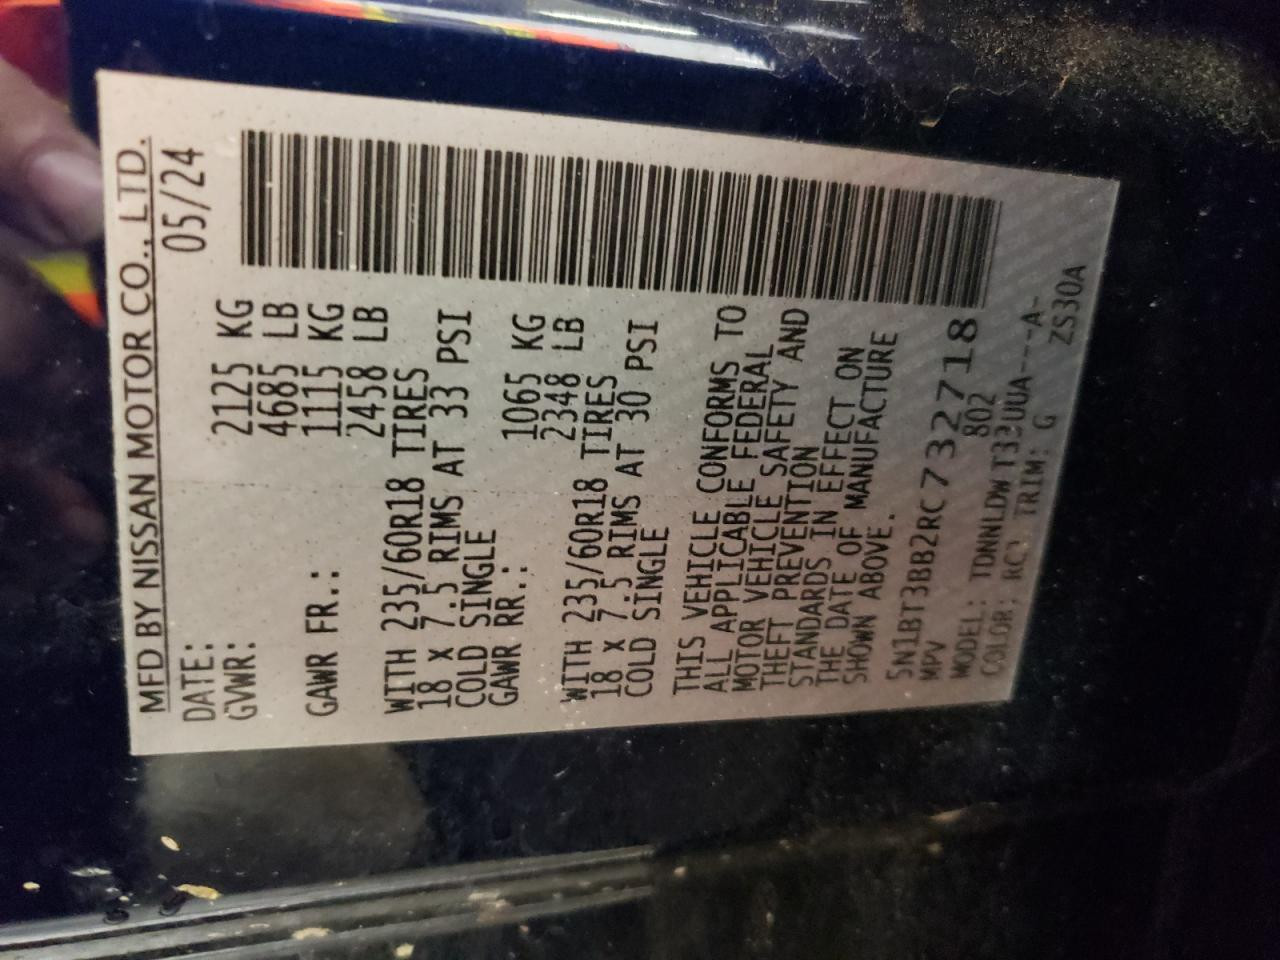 MFD BY NISSAN MOTOR CO., LTD.
DATE: 05/24
GVWR: 2125 KG
4685 LB
GAWR FR.: 1115 KG
2458 LB
WITH 235/60R18 TIRES
18 X 7.5 RIMS AT 33 PSI
COLD SINGLE
GAWR RR.: 1065 KG
2348 LB
WITH 235/60R18 TIRES
18 X 7.5 RIMS AT 30 PSI
COLD SINGLE
THIS VEHICLE CONFORMS TO
ALL APPLICABLE FEDERAL
MOTOR VEHICLE SAFETY AND
THEFT PREVENTION
STANDARDS IN EFFECT ON
THE DATE OF MANUFACTURE
SHOWN ABOVE.
5N1BT3BB2RC732718
MPV 802
MODEL:
COLOR: TRIM: G ZS30A